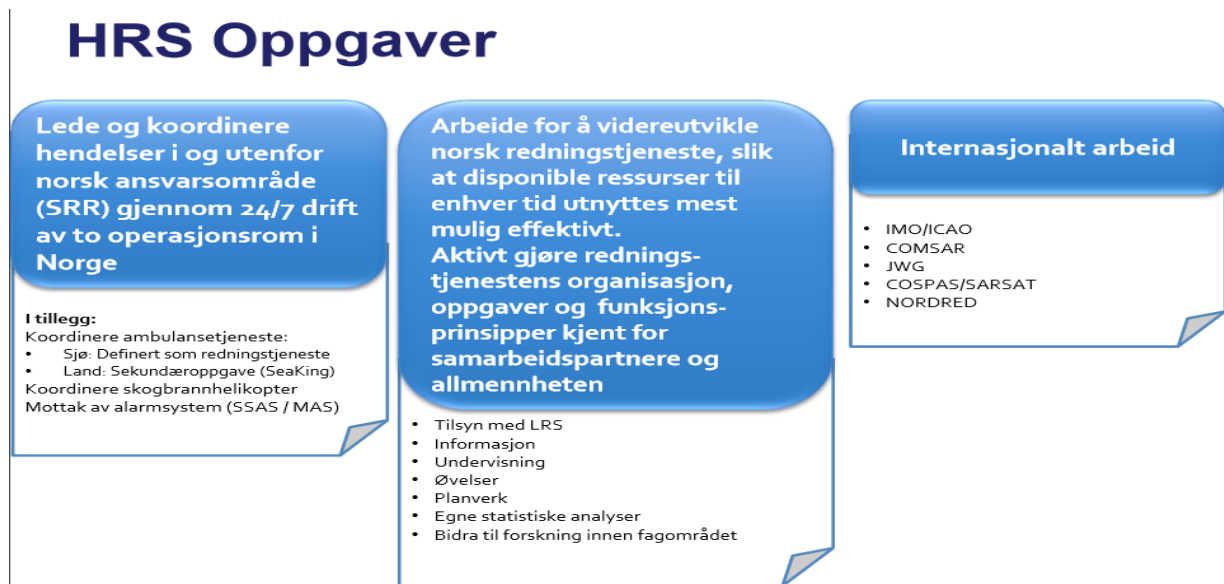 HRS Oppgaver
Lede og koordinere
hendelser i og utenfor
norsk ansvarsområde
(SRR) gjennom 24/7 drift
av to operasjonsrom i
Norge
I tillegg:
Koordinere ambulansetjeneste:
• Sjø: Definert som redningstjeneste
• Land: Sekundæroppgave (SeaKing)
Koordinere skogbrannhelikopter
Mottak av alarmsystem (SSAS / MAS)
Arbeide for å videreutvikle
norsk redningstjeneste, slik
at disponible ressurser til
enhver tid utnyttes mest
mulig effektivt.
Aktivt gjøre rednings-
tjenestens organisasjon,
oppgaver og funksjons-
prinsipper kjent for
samarbeidspartnere og
allmennheten
• Tilsyn med LRS
• Informasjon
• Undervisning
• Øvelser
• Planverk
• Egne statistiske analyser
• Bidra til forskning innen fagområdet
Internasjonalt arbeid
• IMO/ICAO
• COMSAR
• JWG
• COSPAS/SARSAT
• NORDRED